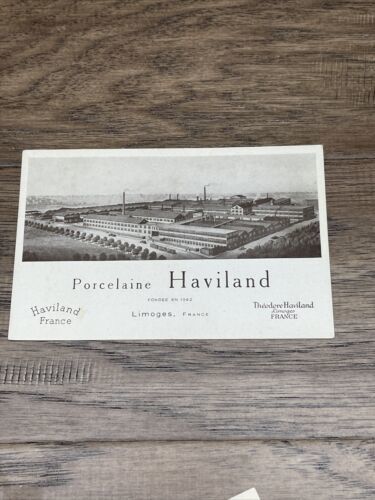 Porcelaine Haviland
FONDÉE EN 1842
Limoges, France
Haviland
France
Théodore Haviland
Limoges
FRANCE